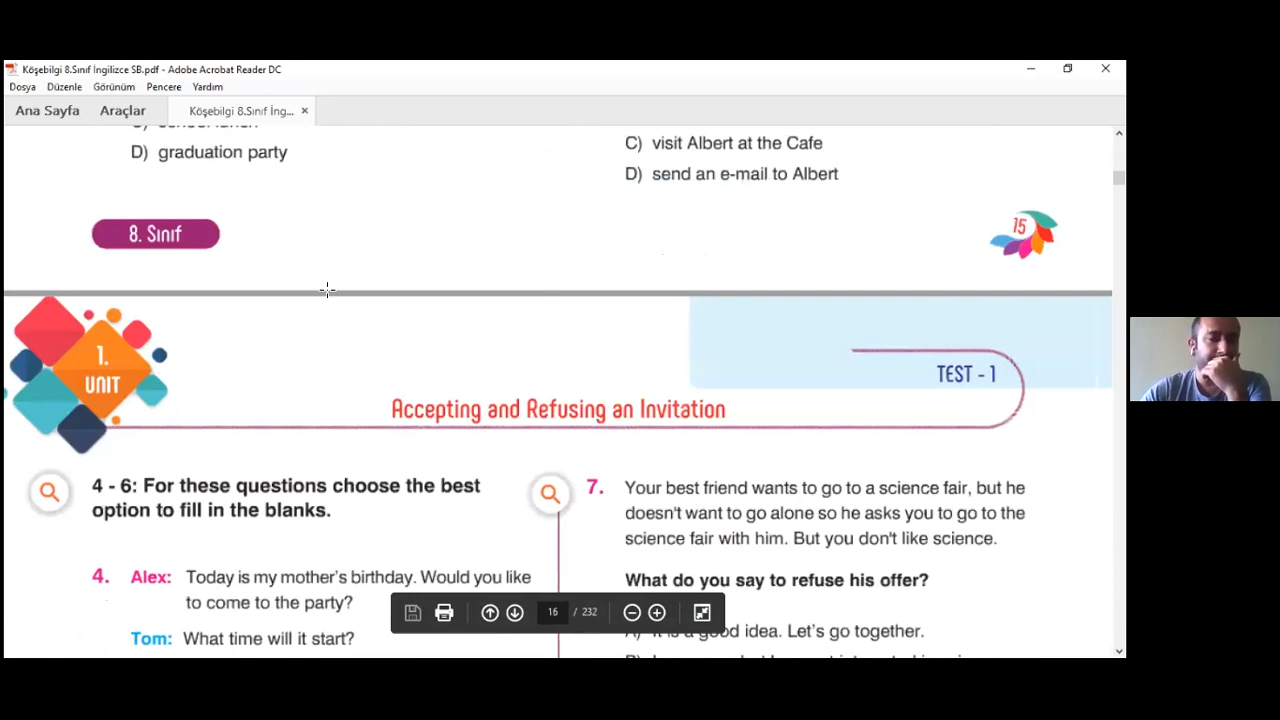 Köşebilgi 8.Sınıf İngilizce SB.pdf - Adobe Acrobat Reader DC
Dosya Düzenle Görünüm Pencere Yardım
Ana Sayfa Araçlar Köşebilgi 8.Sınıf İng... ×
D) graduation party
C) visit Albert at the Cafe
D) send an e-mail to Albert
8. Sınıf
15
1.
UNIT
TEST - 1
Accepting and Refusing an Invitation
4 - 6: For these questions choose the best
option to fill in the blanks.
4. Alex: Today is my mother's birthday. Would you like
to come to the party?
Tom: What time will it start?
7. Your best friend wants to go to a science fair, but he
doesn't want to go alone so he asks you to go to the
science fair with him. But you don't like science.
What do you say to refuse his offer?
A) It is a good idea. Let's go together.
16 / 232